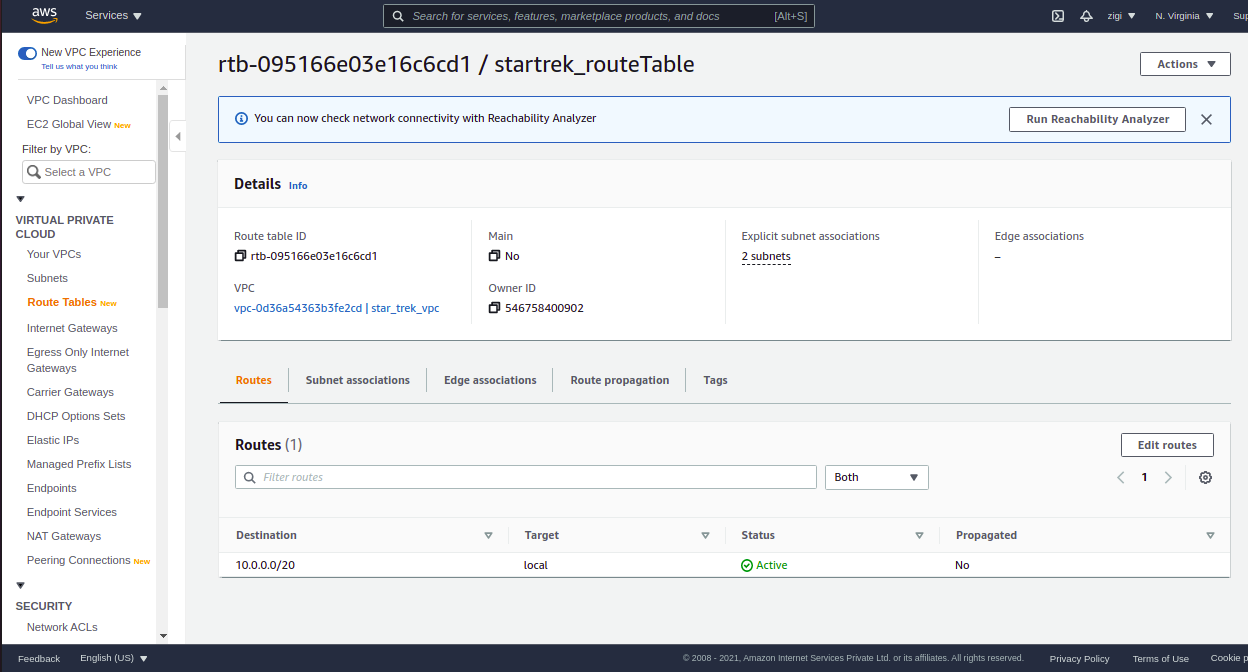 aws
Services
Search for services, features, marketplace products, and docs [Alt+S]
zigi
N. Virginia
New VPC Experience
Tell us what you think
VPC Dashboard
EC2 Global View New
Filter by VPC:
Select a VPC
VIRTUAL PRIVATE
CLOUD
Your VPCs
Subnets
Route Tables New
Internet Gateways
Egress Only Internet
Gateways
Carrier Gateways
DHCP Options Sets
Elastic IPs
Managed Prefix Lists
Endpoints
Endpoint Services
NAT Gateways
Peering Connections New
SECURITY
Network ACLs
rtb-095166e03e16c6cd1 / startrek_routeTable
Actions
You can now check network connectivity with Reachability Analyzer
Run Reachability Analyzer
Details Info
Route table ID
rtb-095166e03e16c6cd1
Main
No
Explicit subnet associations
2 subnets
Edge associations
–
VPC
vpc-0d36a54363b3fe2cd | star_trek_vpc
Owner ID
546758400902
Routes
Subnet associations
Edge associations
Route propagation
Tags
Routes (1)
Edit routes
Filter routes
Both
1
Destination Target Status Propagated
10.0.0.0/20 local Active No
Feedback
English (US)
© 2008 - 2021, Amazon Internet Services Private Ltd. or its affiliates. All rights reserved.
Privacy Policy
Terms of Use
Cookie p